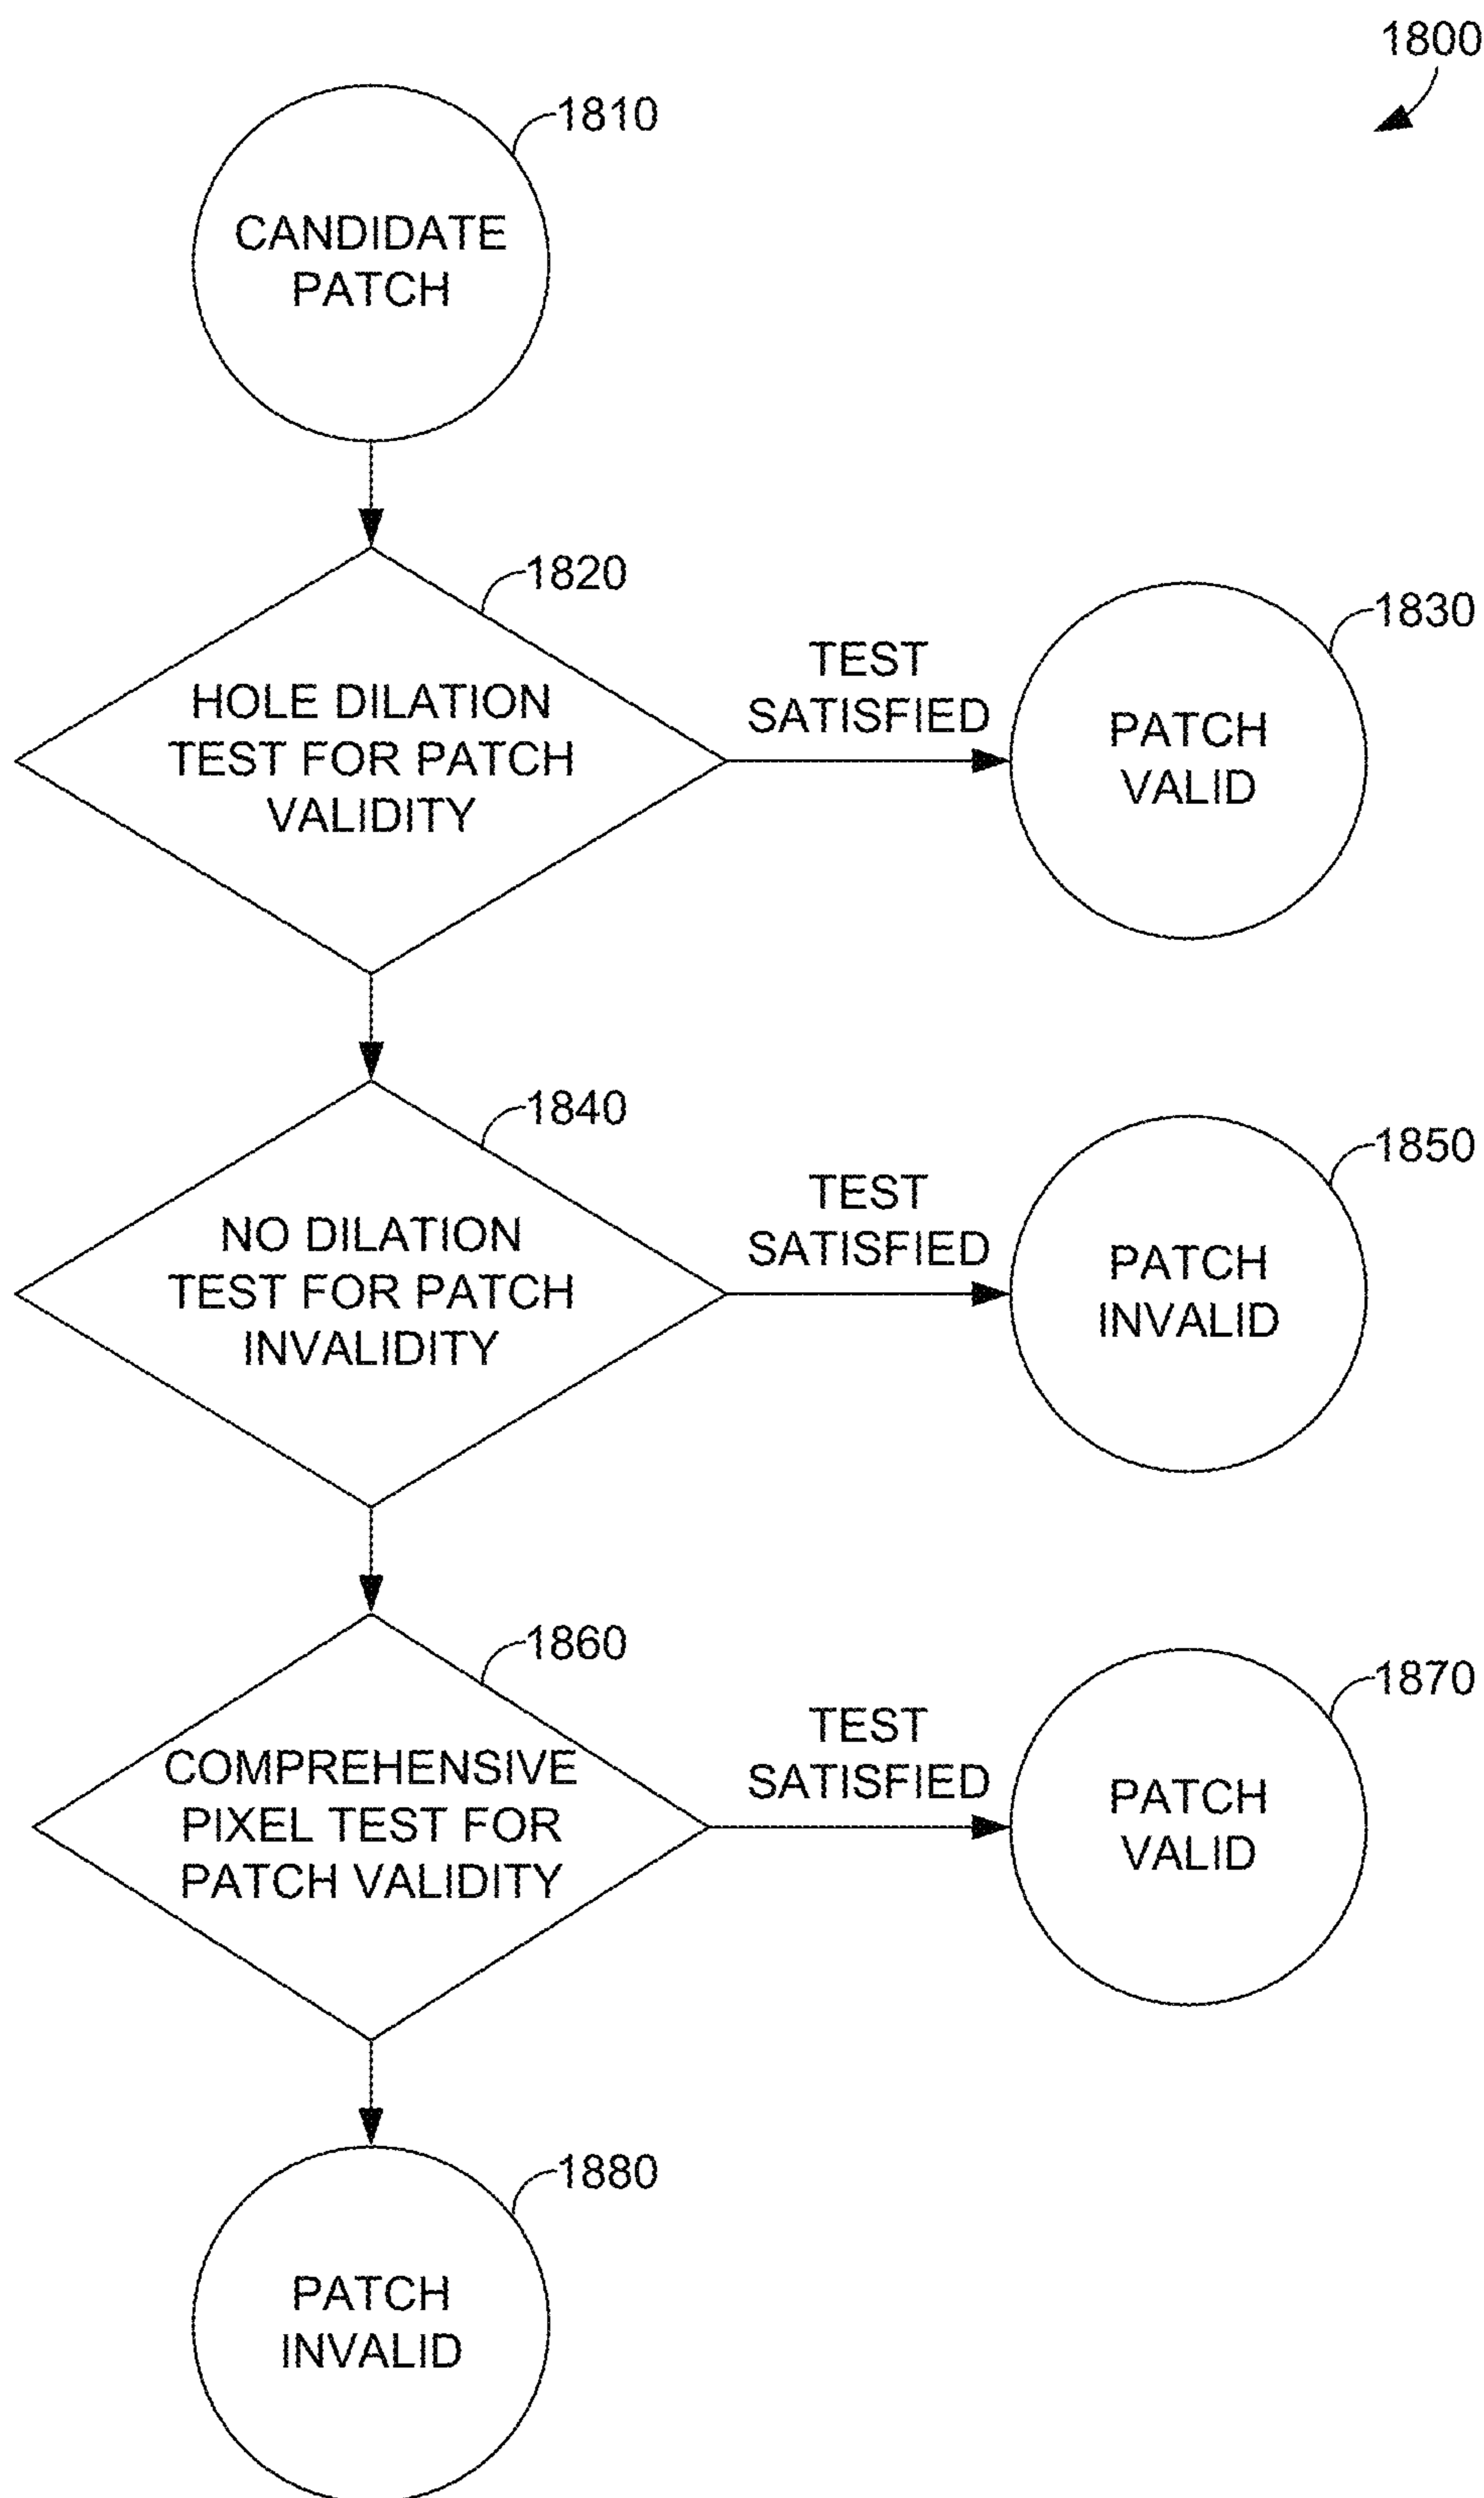 1800
1810
CANDIDATE
PATCH
1820
HOLE DILATION
TEST FOR PATCH
VALIDITY
TEST
SATISFIED
1830
PATCH
VALID
1840
NO DILATION
TEST FOR PATCH
INVALIDITY
TEST
SATISFIED
1850
PATCH
INVALID
1860
COMPREHENSIVE
PIXEL TEST FOR
PATCH VALIDITY
TEST
SATISFIED
1870
PATCH
VALID
1880
PATCH
INVALID